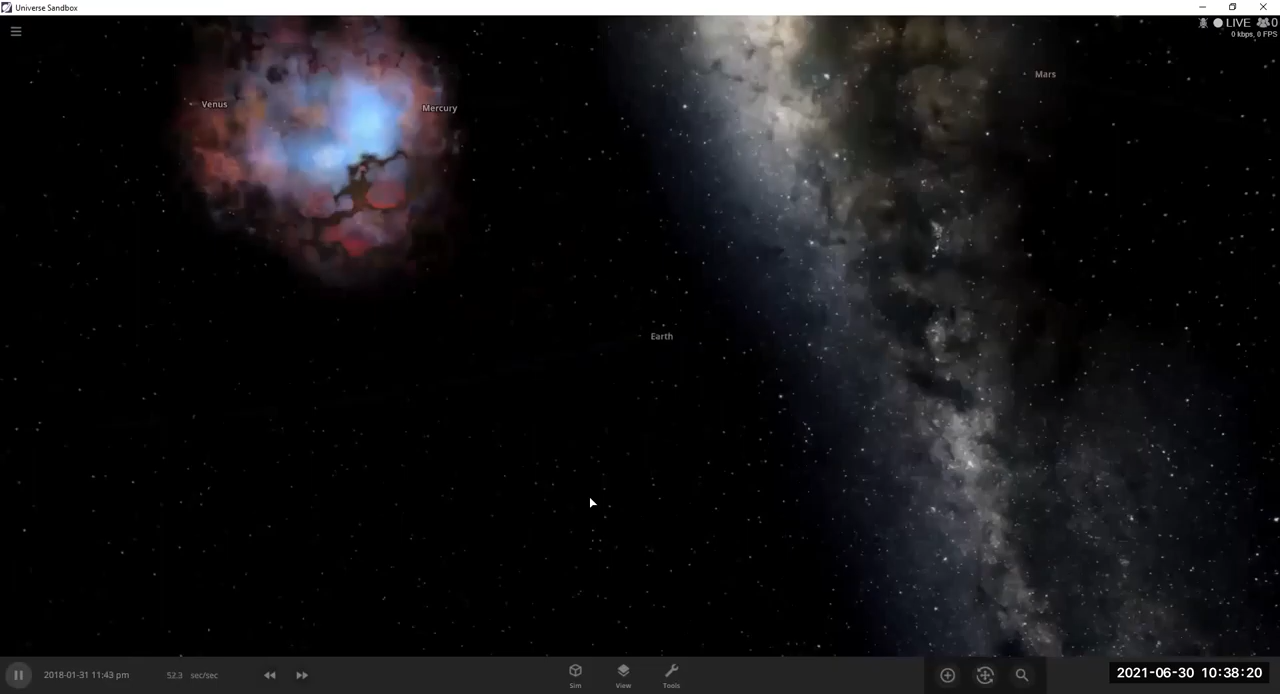 Universe Sandbox
LIVE 0
0 kbps, 0 FPS
Mars
Venus
Mercury
Earth
2018-01-31 11:43 pm
52.3 sec/sec
Sim
View
Tools
2021-06-30 10:38:20